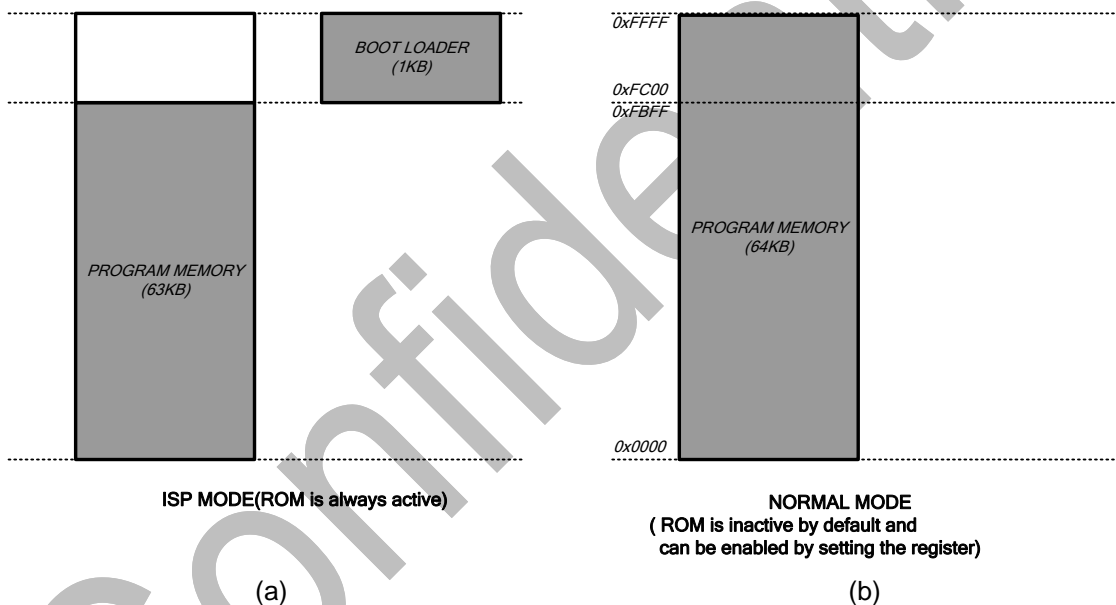 BOOT LOADER
(1KB)
PROGRAM MEMORY
(63KB)
ISP MODE(ROM is always active)
(a)
0xFFFF
0xFC00
0xFBFF
PROGRAM MEMORY
(64KB)
0x0000
NORMAL MODE
( ROM is inactive by default and
can be enabled by setting the register)
(b)
Confidenti